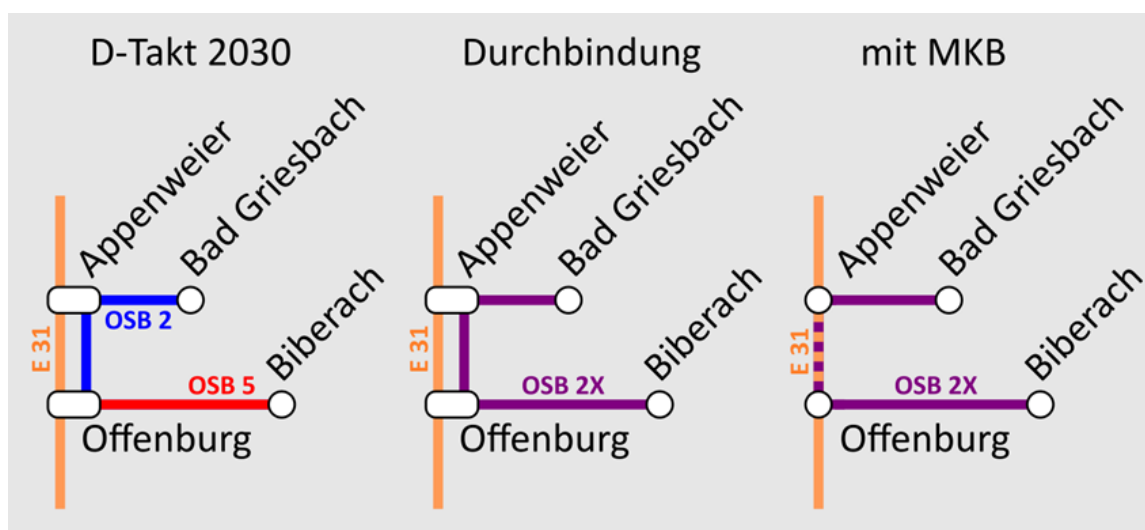 D-Takt 2030
Appenweier
Bad Griesbach
OSB 2
E 31
Biberach
OSB 5
Offenburg
Durchbindung
Appenweier
Bad Griesbach
E 31
Biberach
OSB 2X
Offenburg
mit MKB
Appenweier
Bad Griesbach
E 31
Biberach
OSB 2X
Offenburg